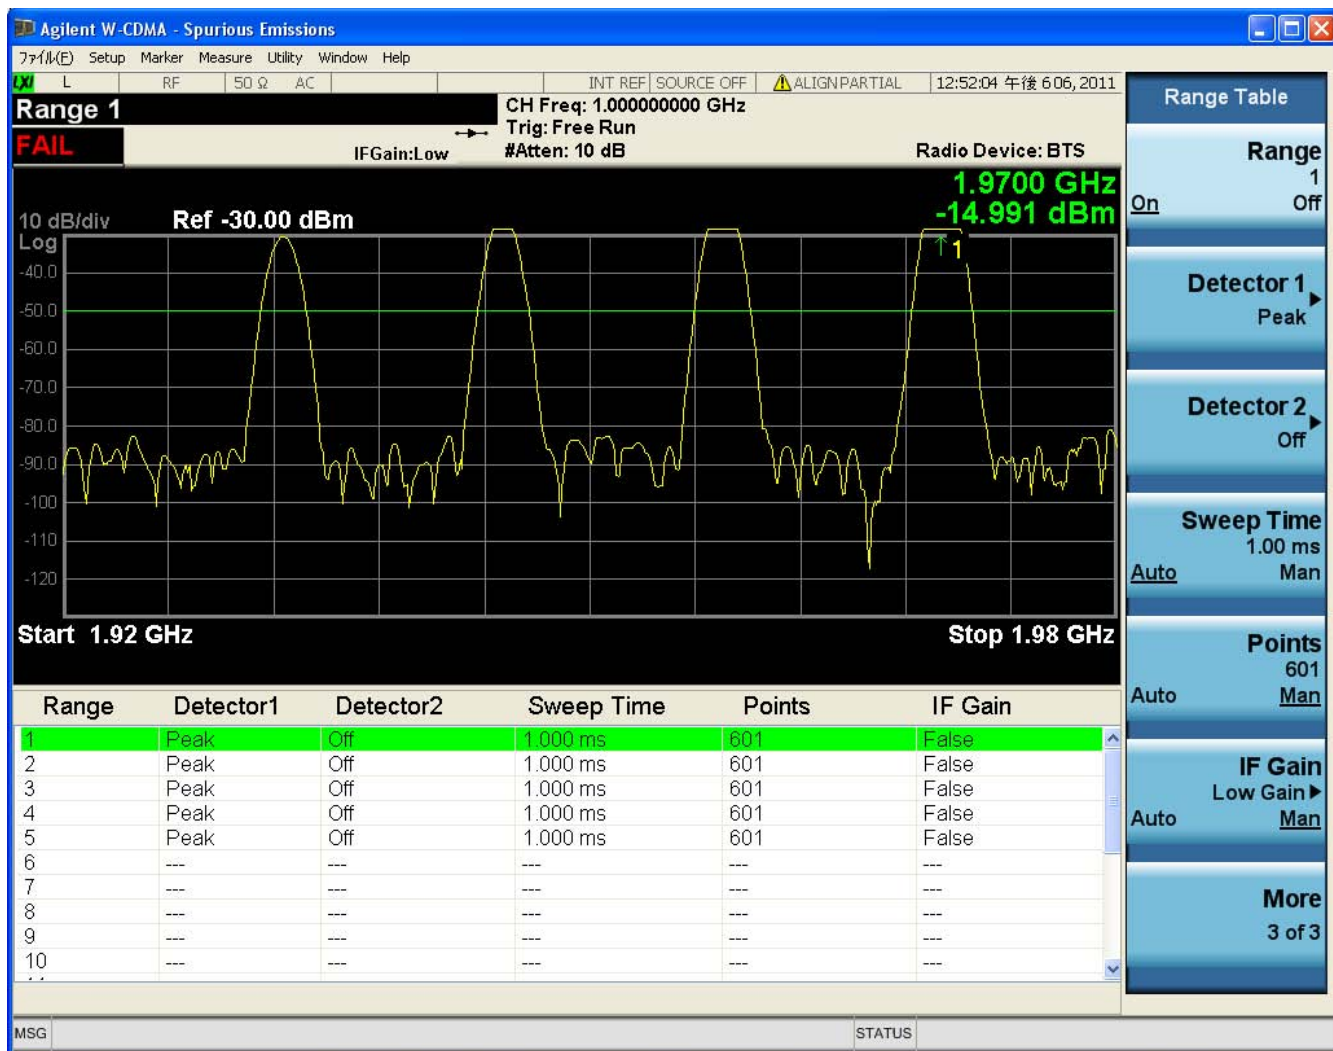 Agilent W-CDMA - Spurious Emissions
ファイル(F) Setup Marker Measure Utility Window Help
LXI L RF 50 Ω AC INT REF SOURCE OFF ALIGN PARTIAL 12:52:04 午後 6 06, 2011
Range 1
CH Freq: 1.000000000 GHz
Trig: Free Run
FAIL
IFGain:Low
#Atten: 10 dB
Radio Device: BTS
1.9700 GHz
-14.991 dBm
10 dB/div Ref -30.00 dBm
Log
1
-40.0
-50.0
-60.0
-70.0
-80.0
-90.0
-100
-110
-120
Start 1.92 GHz Stop 1.98 GHz
Range Detector1 Detector2 Sweep Time Points IF Gain
1 Peak Off 1.000 ms 601 False
2 Peak Off 1.000 ms 601 False
3 Peak Off 1.000 ms 601 False
4 Peak Off 1.000 ms 601 False
5 Peak Off 1.000 ms 601 False
6 --- --- --- --- ---
7 --- --- --- --- ---
8 --- --- --- --- ---
9 --- --- --- --- ---
10 --- --- --- --- ---
MSG STATUS
Range Table
Range
1
On Off
Detector 1
Peak
Detector 2
Off
Sweep Time
1.00 ms
Auto Man
Points
601
Auto Man
IF Gain
Low Gain
Auto Man
More
3 of 3